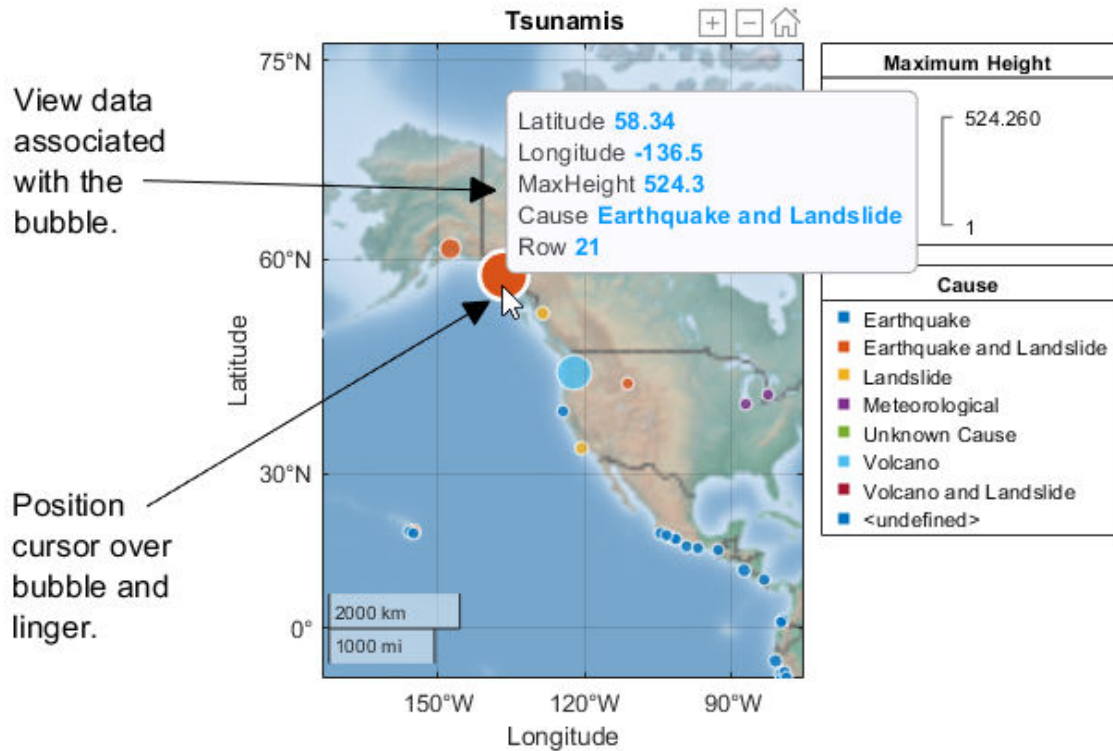 Tsunamis
View data
associated
with the
bubble.
Position
cursor over
bubble and
linger.
75°N
60°N
30°N
0°
Latitude
Latitude 58.34
Longitude -136.5
MaxHeight 524.3
Cause Earthquake and Landslide
Row 21
2000 km
1000 mi
150°W
120°W
90°W
Longitude
Maximum Height
524.260
1
Cause
Earthquake
Earthquake and Landslide
Landslide
Meteorological
Unknown Cause
Volcano
Volcano and Landslide
<undefined>